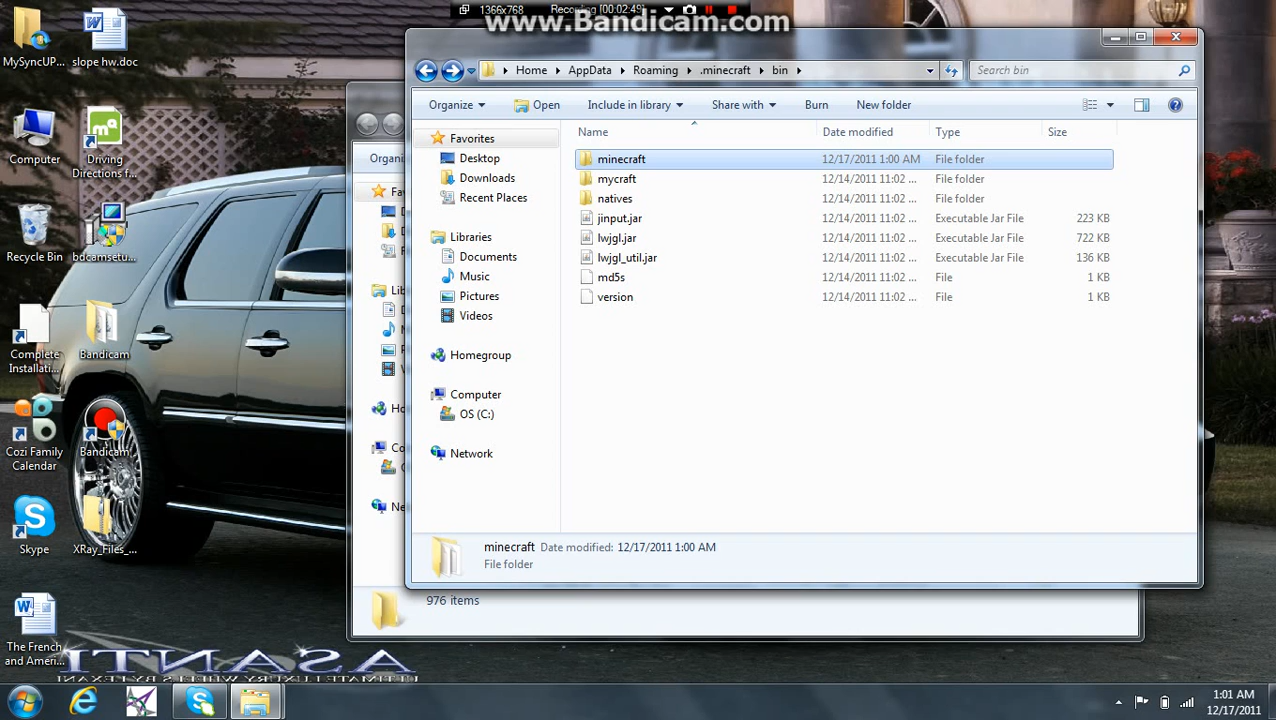 1366x768 Recording [00:02:49]
www.Bandicam.com
MySyncUP...
slope hw.doc
Computer
Driving
Directions f...
Recycle Bin
bdcamsetu...
Complete
Installati...
Bandicam
Cozi Family
Calendar
Bandicam
Skype
XRay_Files_...
The French
and Ameri...
Home AppData Roaming .minecraft bin
Search bin
Organize Open Include in library Share with Burn New folder
Name Date modified Type Size
Favorites
Desktop
Downloads
Recent Places
Libraries
Documents
Music
Pictures
Videos
Homegroup
Computer
OS (C:)
Network
minecraft 12/17/2011 1:00 AM File folder
mycraft 12/14/2011 11:02 ... File folder
natives 12/14/2011 11:02 ... File folder
jinput.jar 12/14/2011 11:02 ... Executable Jar File 223 KB
lwjgl.jar 12/14/2011 11:02 ... Executable Jar File 722 KB
lwjgl_util.jar 12/14/2011 11:02 ... Executable Jar File 136 KB
md5s 12/14/2011 11:02 ... File 1 KB
version 12/14/2011 11:02 ... File 1 KB
minecraft Date modified: 12/17/2011 1:00 AM
File folder
Organi
Fa
Lib
Ho
Co
Ne
976 items
ASANTI
1:01 AM
12/17/2011